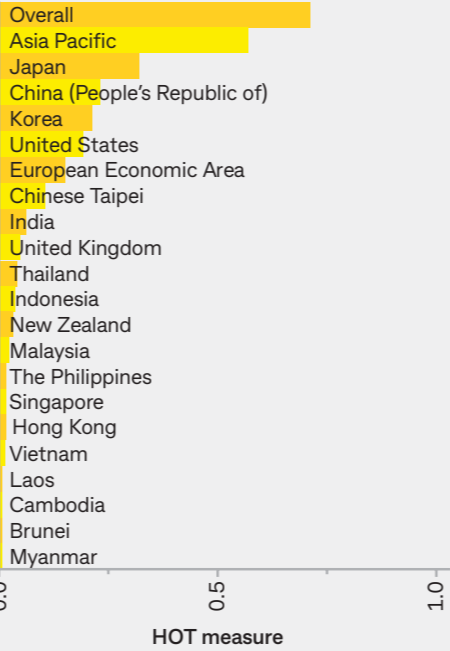 Overall
Asia Pacific
Japan
China (People's Republic of)
Korea
United States
European Economic Area
Chinese Taipei
India
United Kingdom
Thailand
Indonesia
New Zealand
Malaysia
The Philippines
Singapore
Hong Kong
Vietnam
Laos
Cambodia
Brunei
Myanmar
0.0
0.5
1.0
HOT measure